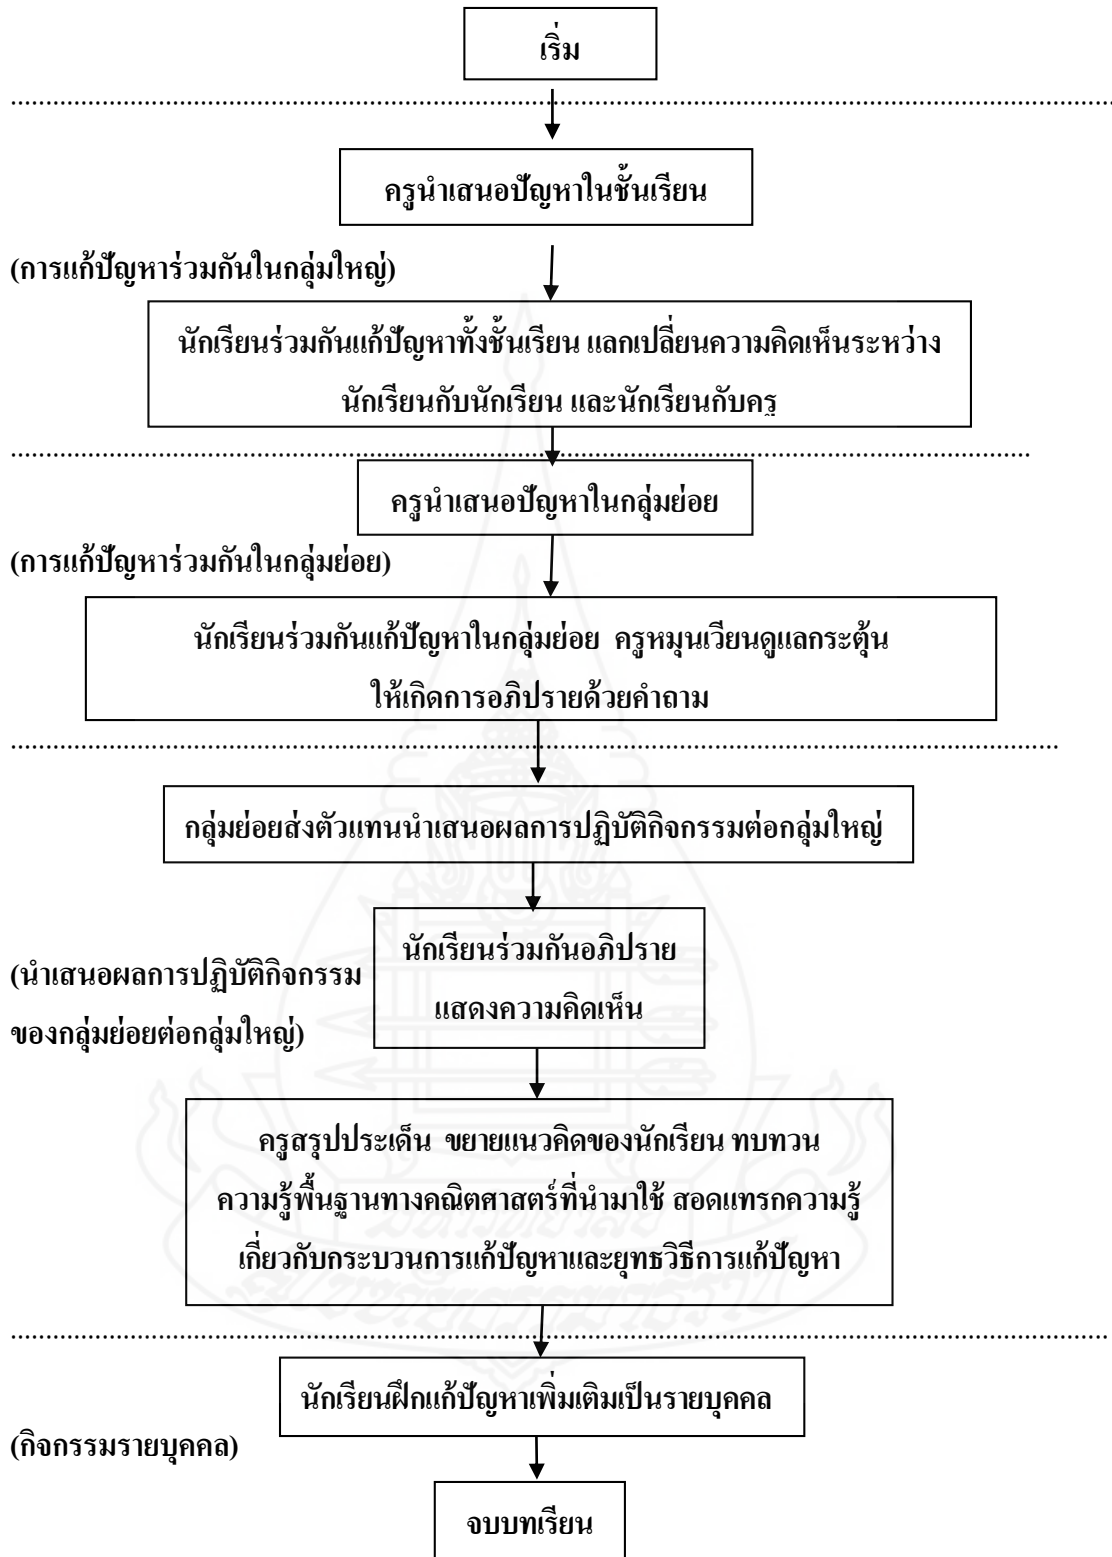 เริ่ม
ครูนำเสนอปัญหาในชั้นเรียน
(การแก้ปัญหาร่วมกันในกลุ่มใหญ่)
นักเรียนร่วมกันแก้ปัญหาทั้งชั้นเรียน แลกเปลี่ยนความคิดเห็นระหว่าง
นักเรียนกับนักเรียน และนักเรียนกับครู
ครูนำเสนอปัญหาในกลุ่มย่อย
(การแก้ปัญหาร่วมกันในกลุ่มย่อย)
นักเรียนร่วมกันแก้ปัญหาในกลุ่มย่อย ครูหมุนเวียนดูแลกระตุ้น
ให้เกิดการอภิปรายด้วยคำถาม
กลุ่มย่อยส่งตัวแทนนำเสนอผลการปฏิบัติกิจกรรมต่อกลุ่มใหญ่
นักเรียนร่วมกันอภิปราย
แสดงความคิดเห็น
(นำเสนอผลการปฏิบัติกิจกรรม
ของกลุ่มย่อยต่อกลุ่มใหญ่)
ครูสรุปประเด็น ขยายแนวคิดของนักเรียน ทบทวน
ความรู้พื้นฐานทางคณิตศาสตร์ที่นำมาใช้ สอดแทรกความรู้
เกี่ยวกับกระบวนการแก้ปัญหาและยุทธวิธีการแก้ปัญหา
มหาวิทยาลัย
สุโขทัยธรรมาธิราช
นักเรียนฝึกแก้ปัญหาเพิ่มเติมเป็นรายบุคคล
(กิจกรรมรายบุคคล)
จบบทเรียน